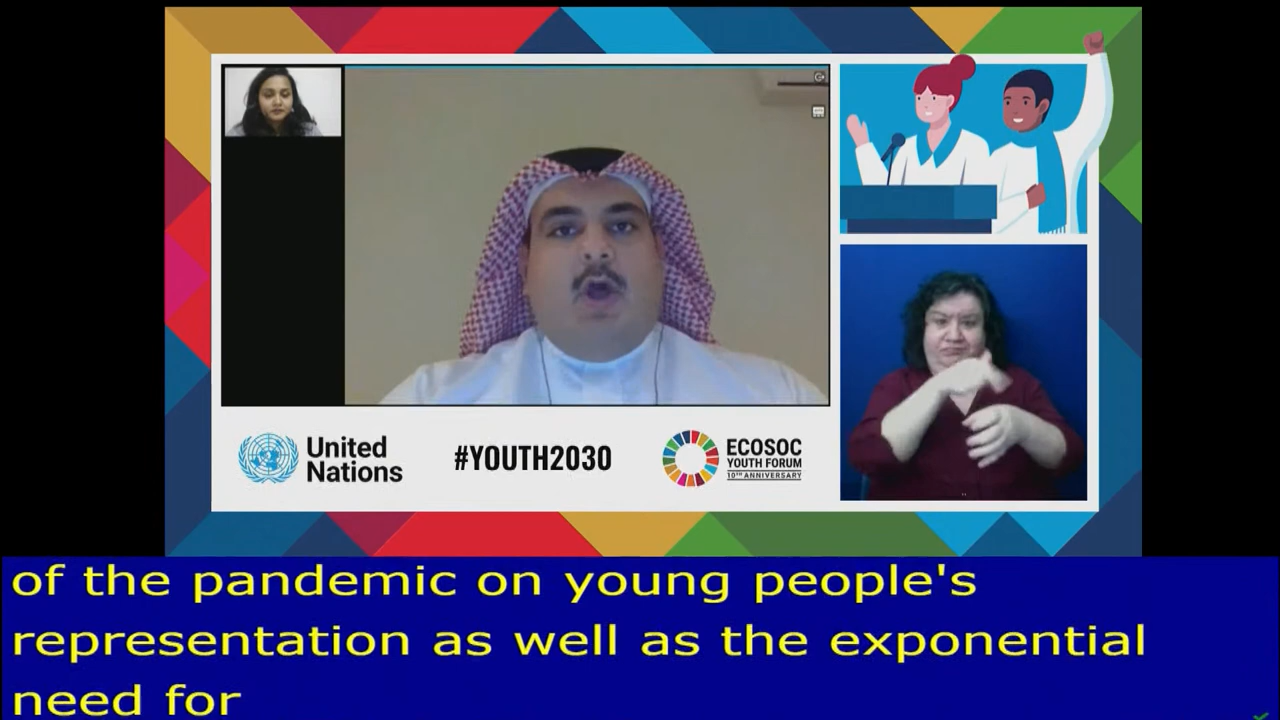 United
Nations
#YOUTH2030
ECOSOC
YOUTH FORUM
10TH ANNIVERSARY
of the pandemic on young people's
representation as well as the exponential
need for